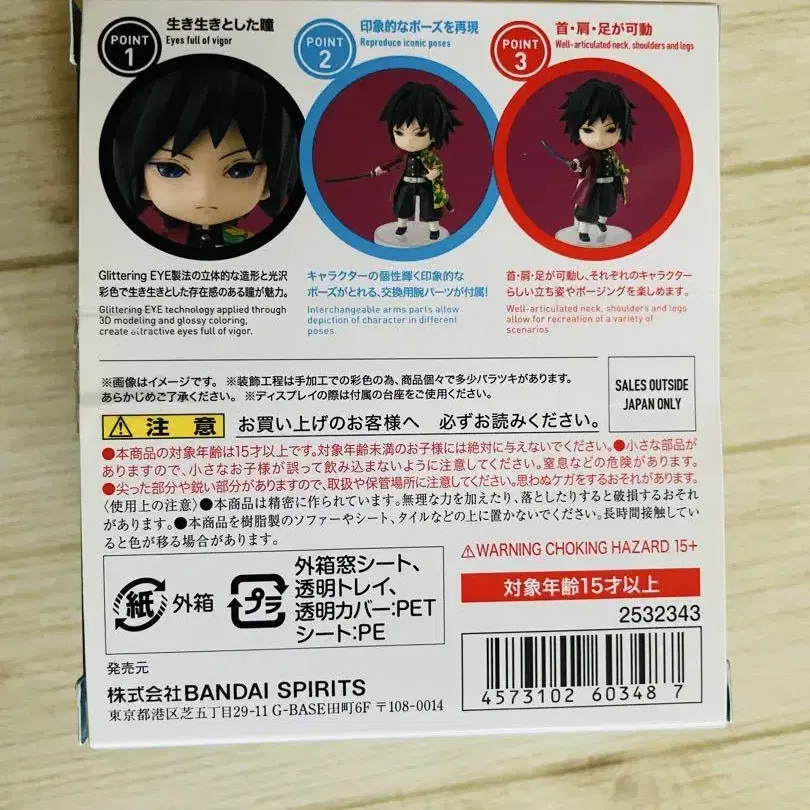 POINT
1
生き生きとした瞳
Eyes full of vigor
POINT
2
印象的なポーズを再現
Reproduce iconic poses
POINT
3
首・肩・足が可動
Well-articulated neck, shoulders and legs
Glittering EYE製法の立体的な造形と光沢
彩色で生き生きとした存在感のある瞳が魅力。
Glittering EYE technology applied through
3D modeling and glossy coloring,
create attractive eyes full of vigor.
キャラクターの個性輝く印象的な
ポーズがとれる、交換用腕パーツが付属!
Interchangeable arms parts allow
depiction of character in different
poses.
首・肩・足が可動し、それぞれのキャラクター
らしい立ち姿やポージングを楽しめます。
Well-articulated neck, shoulders and legs
allow for recreation of a variety of
scenarios.
※画像はイメージです。 ※装飾工程は手加工での彩色の為、商品個々で多少バラツキがあります。
あらかじめご了承ください。 ※ディスプレイの際は付属の台座をご使用ください。
SALES OUTSIDE
JAPAN ONLY
注意 お買い上げのお客様へ 必ずお読みください。
●本商品の対象年齢は15才以上です。対象年齢未満のお子様には絶対に与えないでください。●小さな部品が
ありますので、小さなお子様が誤って飲み込まないように注意してください。窒息などの危険があります。
●尖った部分や鋭い部分がありますので、取扱や保管場所に注意してください。思わぬケガをするおそれがあります。
〈使用上の注意〉●本商品は精密に作られています。無理な力を加えたり、落としたりすると破損するおそれ
があります。●本商品を樹脂製のソファーやシート、タイルなどの上に置かないでください。長時間接触してい
ると色が移る場合があります。
紙 外箱
プラ
外箱窓シート、
透明トレイ、
透明カバー:PET
シート:PE
⚠WARNING CHOKING HAZARD 15+
対象年齢15才以上
2532343
4573102 60348 7
発売元
株式会社BANDAI SPIRITS
東京都港区芝五丁目29-11 G-BASE田町6F 〒108-0014